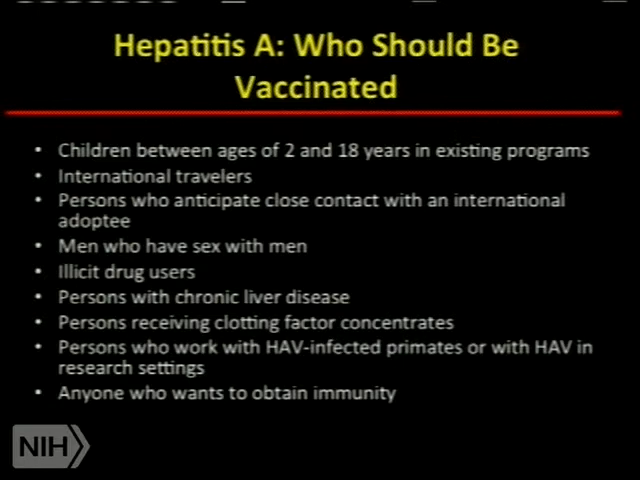 Hepatitis A: Who Should Be
Vaccinated
• Children between ages of 2 and 18 years in existing programs
• International travelers
• Persons who anticipate close contact with an international
adoptee
• Men who have sex with men
• Illicit drug users
• Persons with chronic liver disease
• Persons receiving clotting factor concentrates
• Persons who work with HAV-infected primates or with HAV in
research settings
• Anyone who wants to obtain immunity
NIH